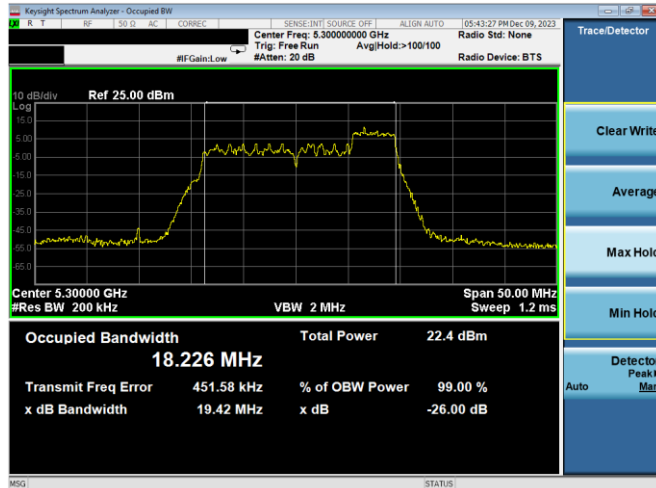 Keysight Spectrum Analyzer - Occupied BW
R T RF 50 Ω AC CORREC SENSE:INT SOURCE OFF ALIGN AUTO 05:43:27 PM Dec 09, 2023
Center Freq: 5.300000000 GHz Radio Std: None
Trig: Free Run Avg|Hold:>100/100
#IFGain:Low #Atten: 20 dB Radio Device: BTS
Trace/Detector
10 dB/div Ref 25.00 dBm
Log
15.0
5.00
-5.00
-15.0
-25.0
-35.0
-45.0
-55.0
-65.0
Center 5.30000 GHz Span 50.00 MHz
#Res BW 200 kHz VBW 2 MHz Sweep 1.2 ms
Occupied Bandwidth Total Power 22.4 dBm
18.226 MHz
Transmit Freq Error 451.58 kHz % of OBW Power 99.00 %
x dB Bandwidth 19.42 MHz x dB -26.00 dB
Clear Write
Average
Max Hold
Min Hold
Detector
Peak
Auto Man
MSG STATUS